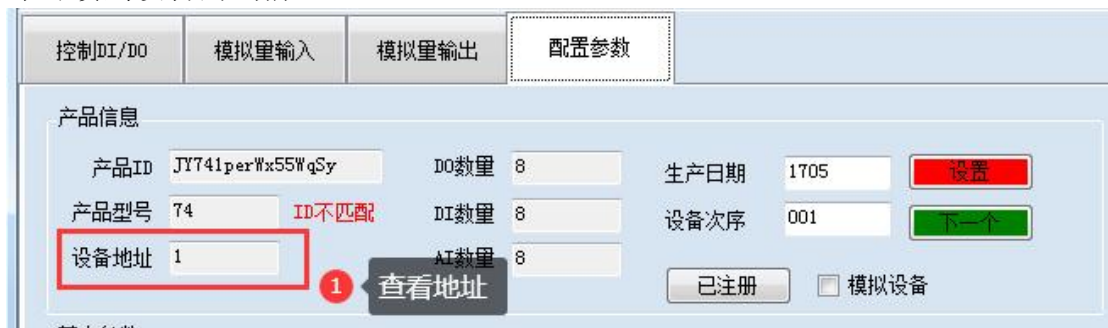 控制DI/DO 模拟量输入 模拟量输出 配置参数
产品信息
产品ID JY741perWx55WqSy DO数量 8 生产日期 1705 设置
产品型号 74 ID不匹配 DI数量 8 设备次序 001 下一个
设备地址 1 AI数量 8
1 查看地址
已注册 模拟设备